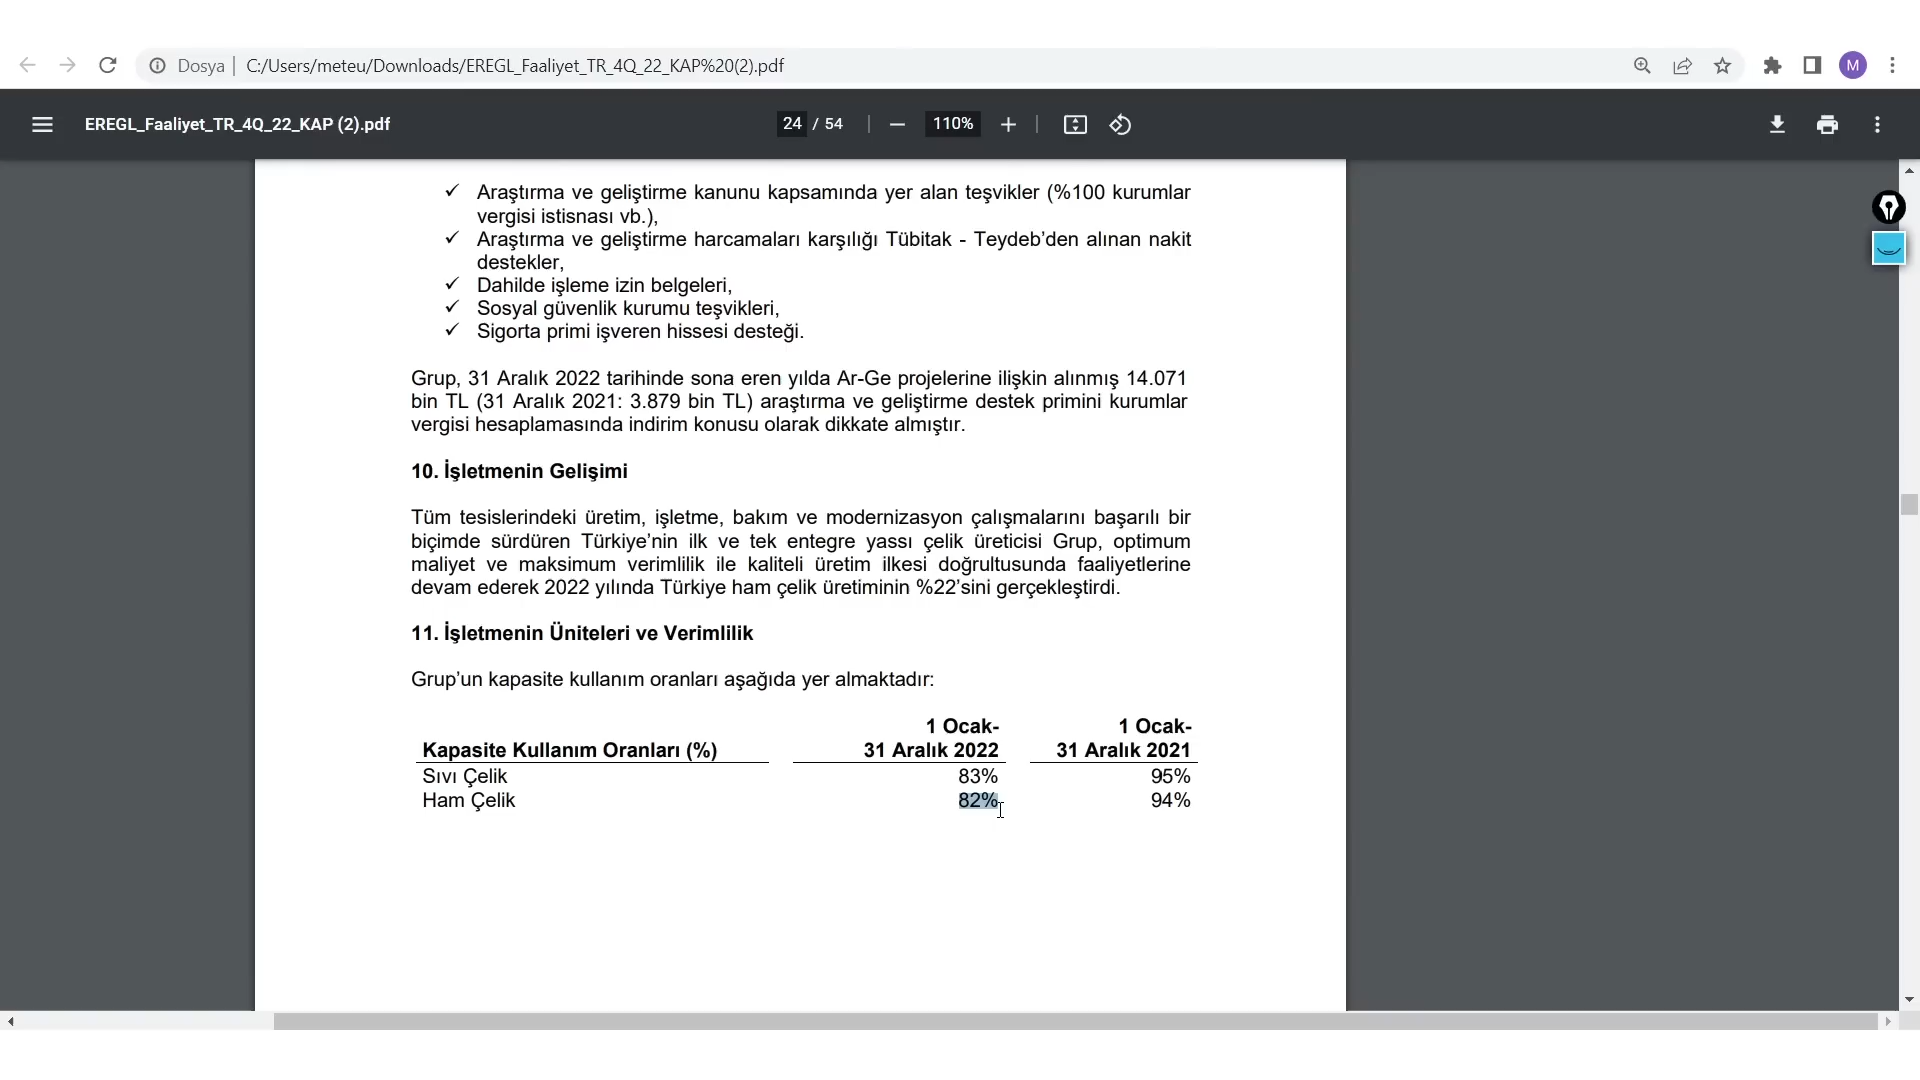 Dosya | C:/Users/meteu/Downloads/EREGL_Faaliyet_TR_4Q_22_KAP%20(2).pdf
M
EREGL_Faaliyet_TR_4Q_22_KAP (2).pdf
24 / 54 | — 110% + |
✓ Araştırma ve geliştirme kanunu kapsamında yer alan teşvikler (%100 kurumlar
vergisi istisnası vb.),
✓ Araştırma ve geliştirme harcamaları karşılığı Tübitak - Teydeb’den alınan nakit
destekler,
✓ Dahilde işleme izin belgeleri,
✓ Sosyal güvenlik kurumu teşvikleri,
✓ Sigorta primi işveren hissesi desteği.
Grup, 31 Aralık 2022 tarihinde sona eren yılda Ar-Ge projelerine ilişkin alınmış 14.071
bin TL (31 Aralık 2021: 3.879 bin TL) araştırma ve geliştirme destek primini kurumlar
vergisi hesaplamasında indirim konusu olarak dikkate almıştır.
10. İşletmenin Gelişimi
Tüm tesislerindeki üretim, işletme, bakım ve modernizasyon çalışmalarını başarılı bir
biçimde sürdüren Türkiye’nin ilk ve tek entegre yassı çelik üreticisi Grup, optimum
maliyet ve maksimum verimlilik ile kaliteli üretim ilkesi doğrultusunda faaliyetlerine
devam ederek 2022 yılında Türkiye ham çelik üretiminin %22’sini gerçekleştirdi.
11. İşletmenin Üniteleri ve Verimlilik
Grup’un kapasite kullanım oranları aşağıda yer almaktadır:
1 Ocak- 1 Ocak-
Kapasite Kullanım Oranları (%) 31 Aralık 2022 31 Aralık 2021
Sıvı Çelik 83% 95%
Ham Çelik 82% 94%